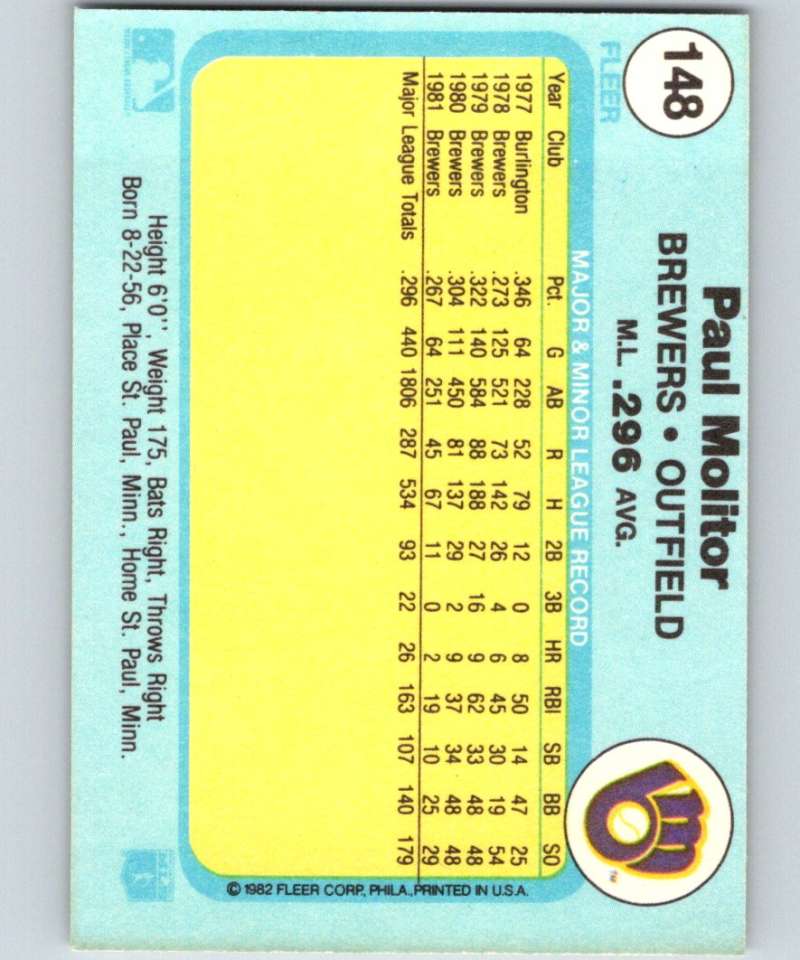 148
FLEER
Paul Molitor
BREWERS • OUTFIELD
M.L. .296 AVG.
MAJOR & MINOR LEAGUE RECORD
Year Club Pct. G AB R H 2B 3B HR RBI SB BB SO
1977 Burlington .346 64 228 52 79 12 0 8 50 14 47 25
1978 Brewers .273 125 521 73 142 26 4 6 45 30 19 54
1979 Brewers .322 140 584 88 188 27 16 9 62 33 48 48
1980 Brewers .304 111 450 81 137 29 2 9 37 34 48 48
1981 Brewers .267 64 251 45 67 11 0 2 19 10 25 29
Major League Totals .296 440 1806 287 534 93 22 26 163 107 140 179
© 1982 FLEER CORP., PHILA., PRINTED IN U.S.A.
Height 6'0'', Weight 175, Bats Right, Throws Right
Born 8-22-56, Place St. Paul, Minn., Home St. Paul, Minn.
TM